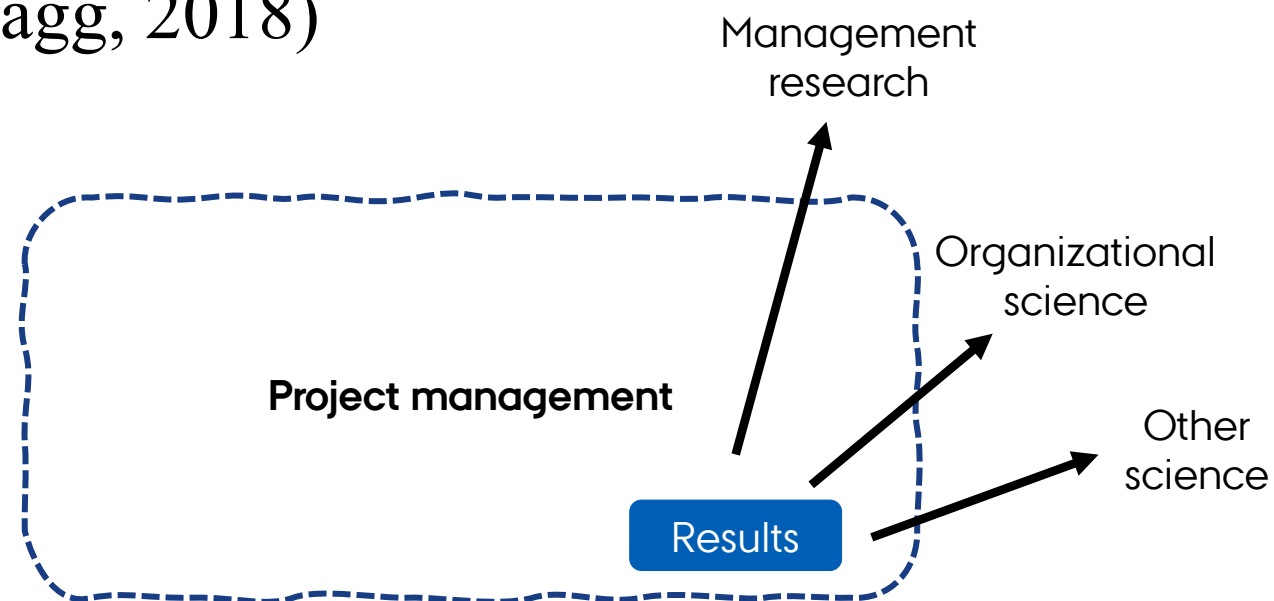 agg, 2018)
Management
research
Organizational
science
Project management
Other
science
Results